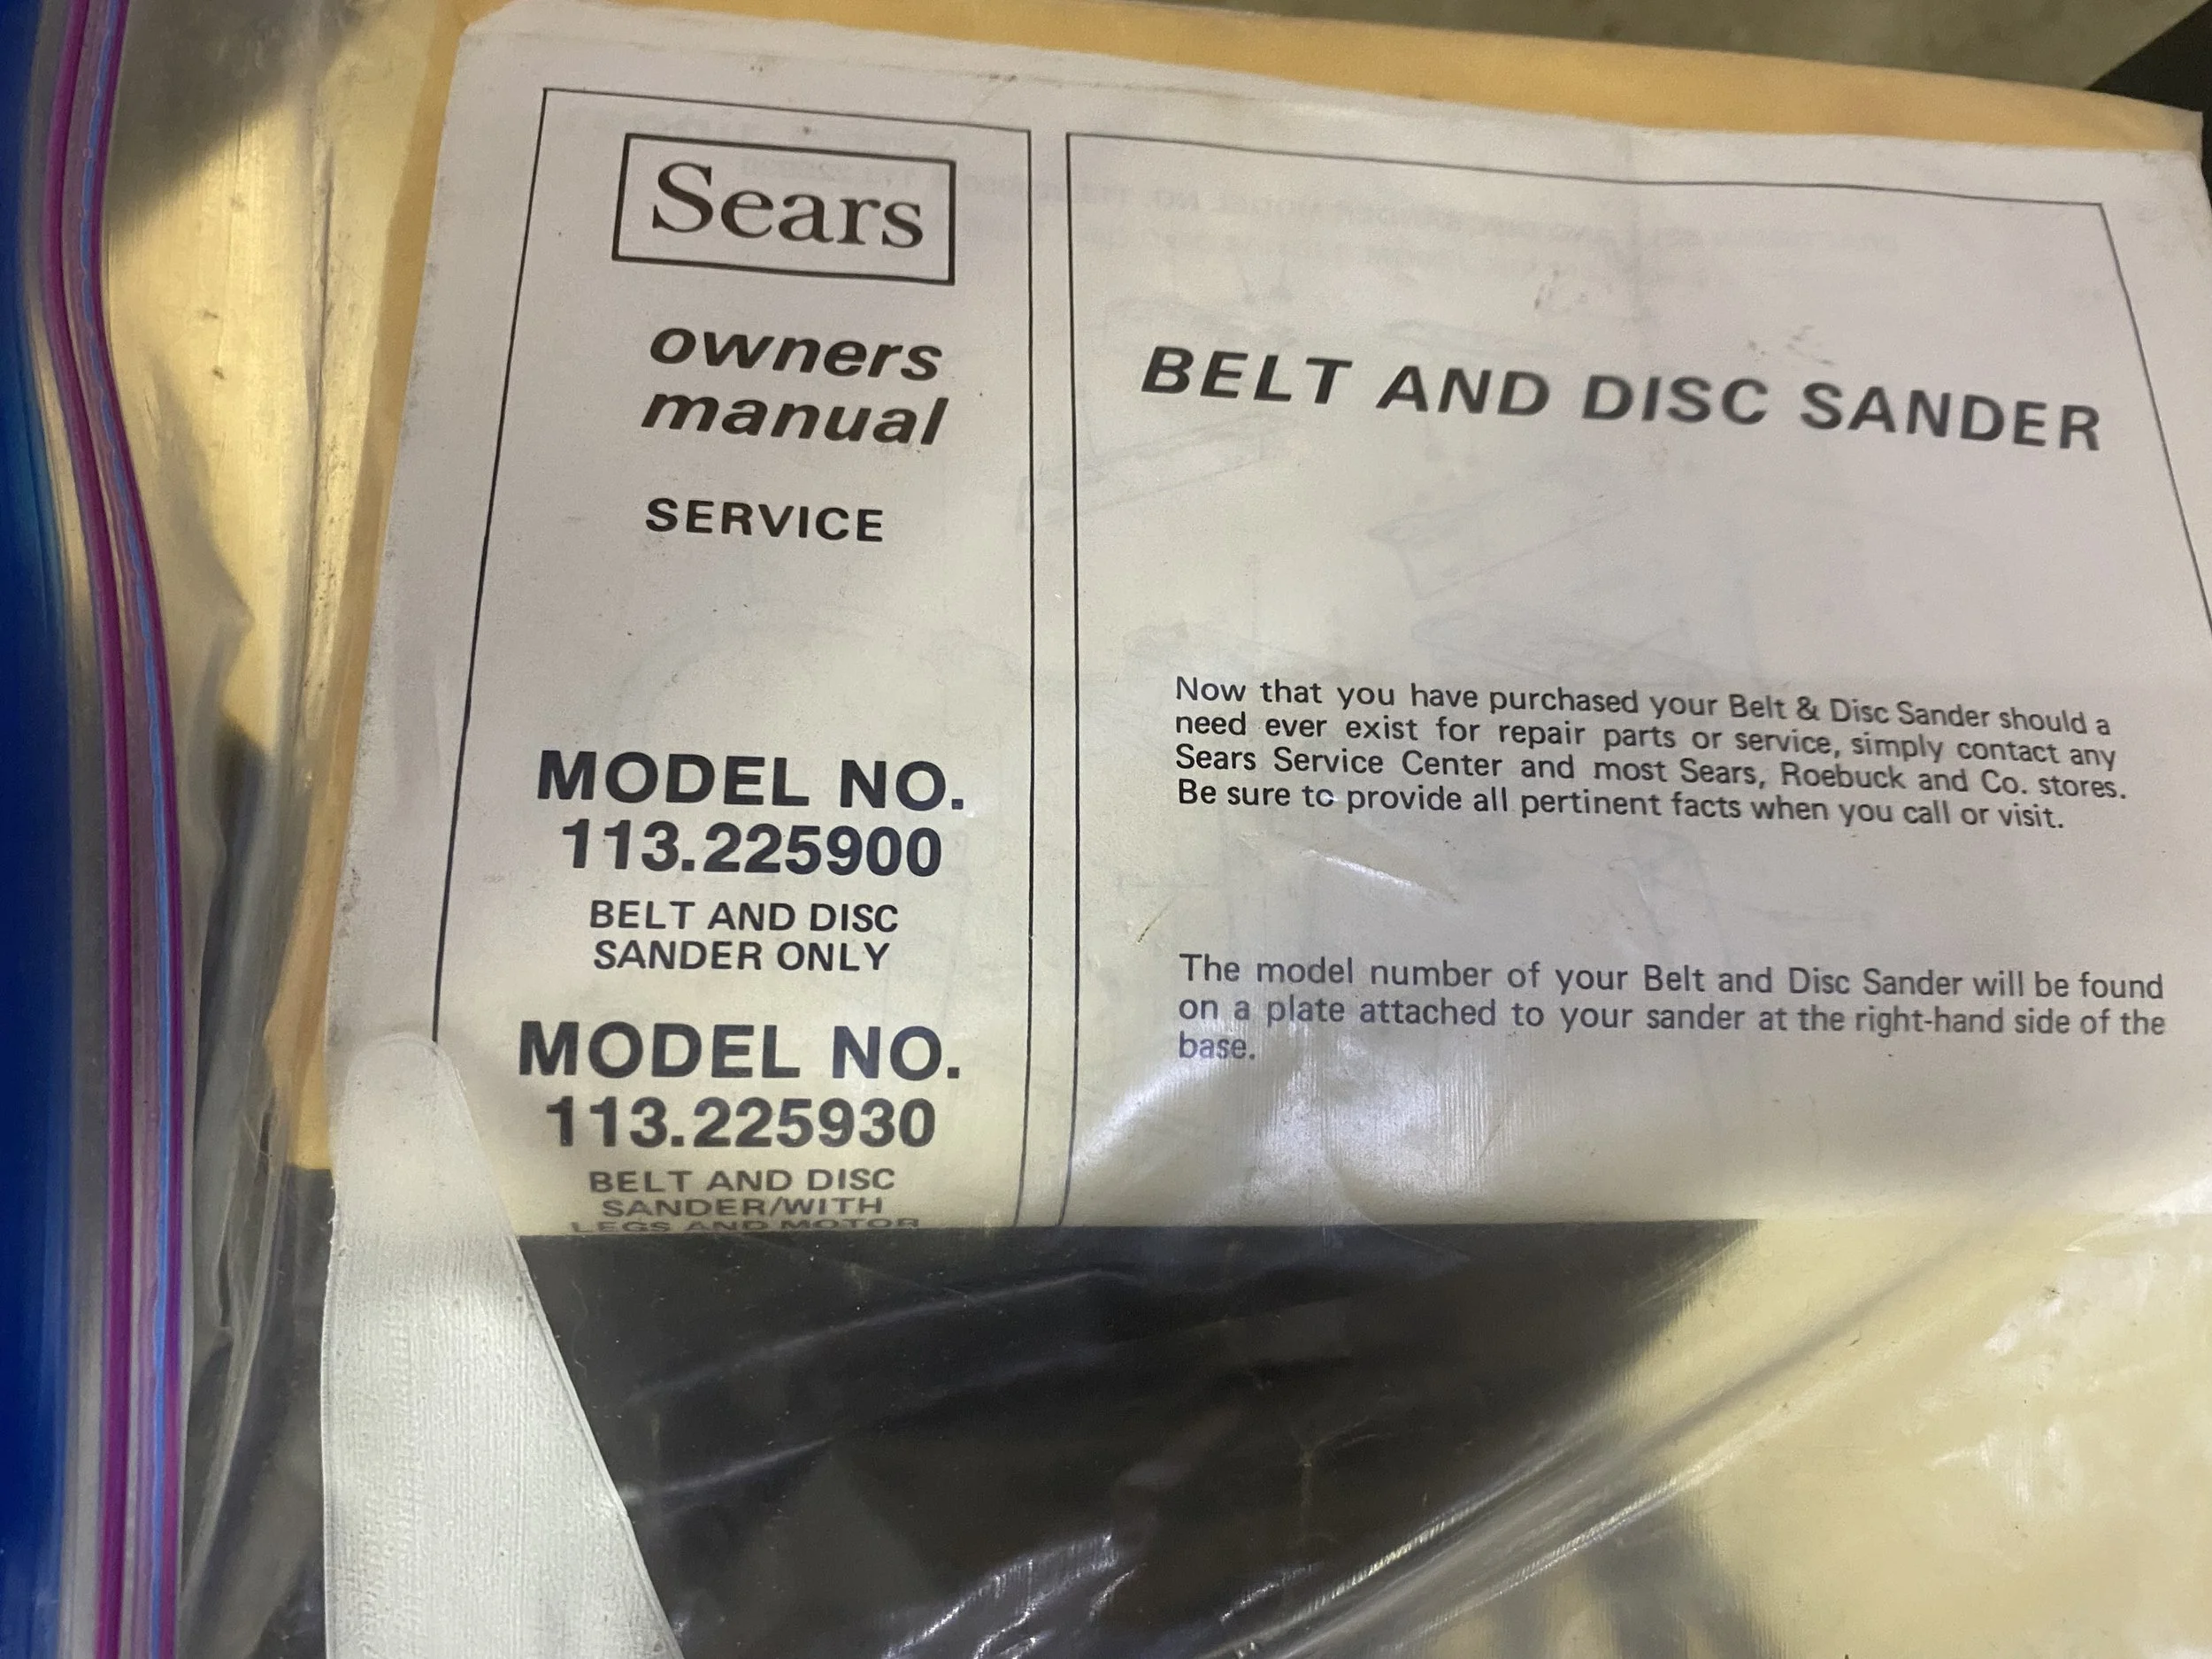 Sears
owners
manual
SERVICE
MODEL NO.
113.225900
BELT AND DISC
SANDER ONLY
MODEL NO.
113.225930
BELT AND DISC
SANDER/WITH
LEGS AND MOTOR
BELT AND DISC SANDER
Now that you have purchased your Belt & Disc Sander should a
need ever exist for repair parts or service, simply contact any
Sears Service Center and most Sears, Roebuck and Co. stores.
Be sure to provide all pertinent facts when you call or visit.
The model number of your Belt and Disc Sander will be found
on a plate attached to your sander at the right-hand side of the
base.